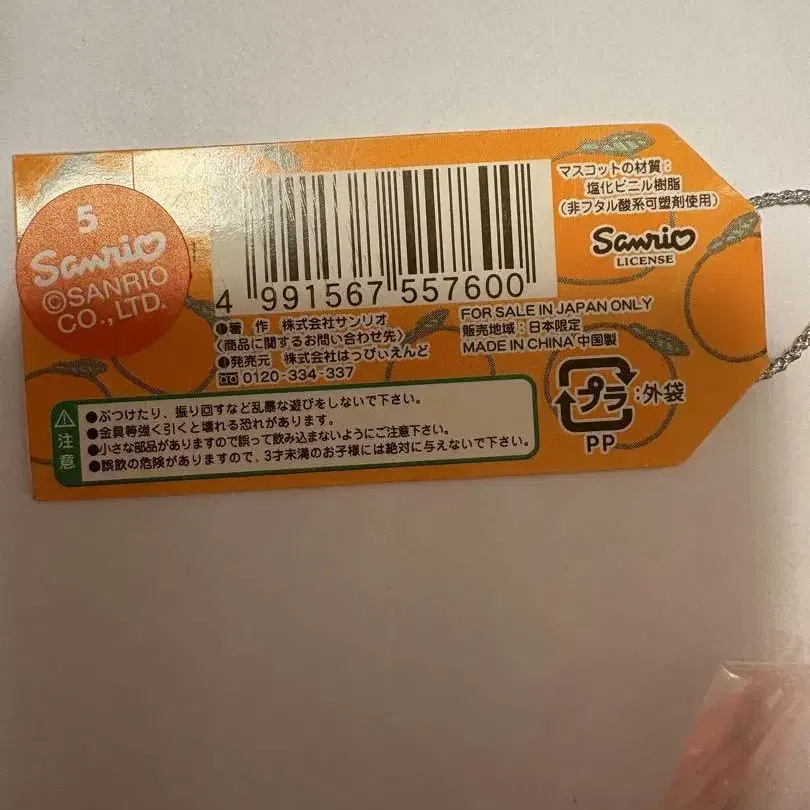 5
Sanrio
©SANRIO
CO.,LTD.
4 991567 557600
●著 作 株式会社サンリオ
〈商品に関するお問い合わせ先〉
●発売元 株式会社はっぴぃえんど
0120-334-337
FOR SALE IN JAPAN ONLY
販売地域:日本限定
MADE IN CHINA 中国製
マスコットの材質:
塩化ビニル樹脂
(非フタル酸系可塑剤使用)
Sanrio
LICENSE
プラ:外袋
PP
注意
●ぶつけたり、振り回すなど乱暴な遊びをしないで下さい。
●金具等強く引くと壊れる恐れがあります。
●小さな部品がありますので誤って飲み込まないようにご注意下さい。
●誤飲の危険がありますので、3才未満のお子様には絶対に与えないで下さい。